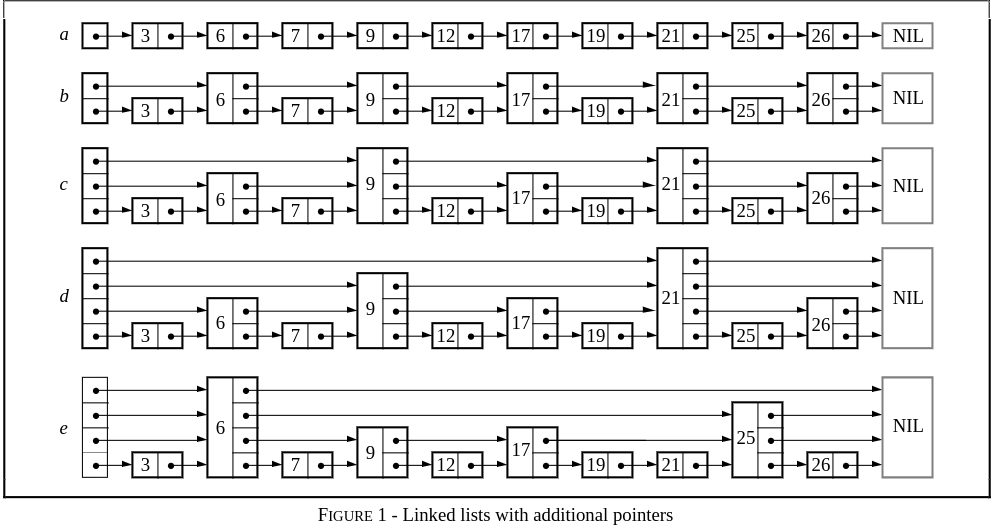 a 3 6 7 9 12 17 19 21 25 26 NIL
b 3 6 7 9 12 17 19 21 25 26 NIL
c 3 6 7 9 12 17 19 21 25 26 NIL
d 3 6 7 9 12 17 19 21 25 26 NIL
e 3 6 7 9 12 17 19 21 25 26 NIL
FIGURE 1 - Linked lists with additional pointers